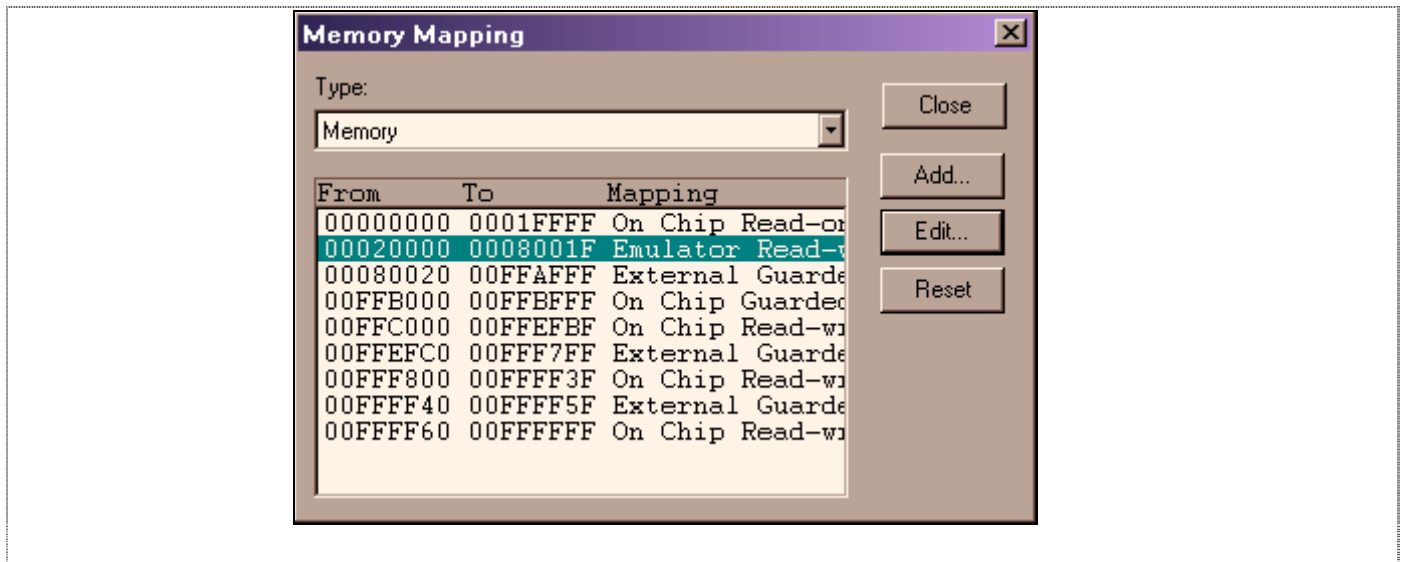 Memory Mapping
Type:
Memory
Close
Add...
Edit...
Reset
From To Mapping
00000000 0001FFFF On Chip Read-or
00020000 0008001F Emulator Read-w
00080020 00FFAFFF External Guarde
00FFB000 00FFBFFF On Chip Guarded
00FFC000 00FFEFBF On Chip Read-wr
00FFEFC0 00FFF7FF External Guarde
00FFF800 00FFFF3F On Chip Read-wr
00FFFF40 00FFFF5F External Guarde
00FFFF60 00FFFFFF On Chip Read-wr